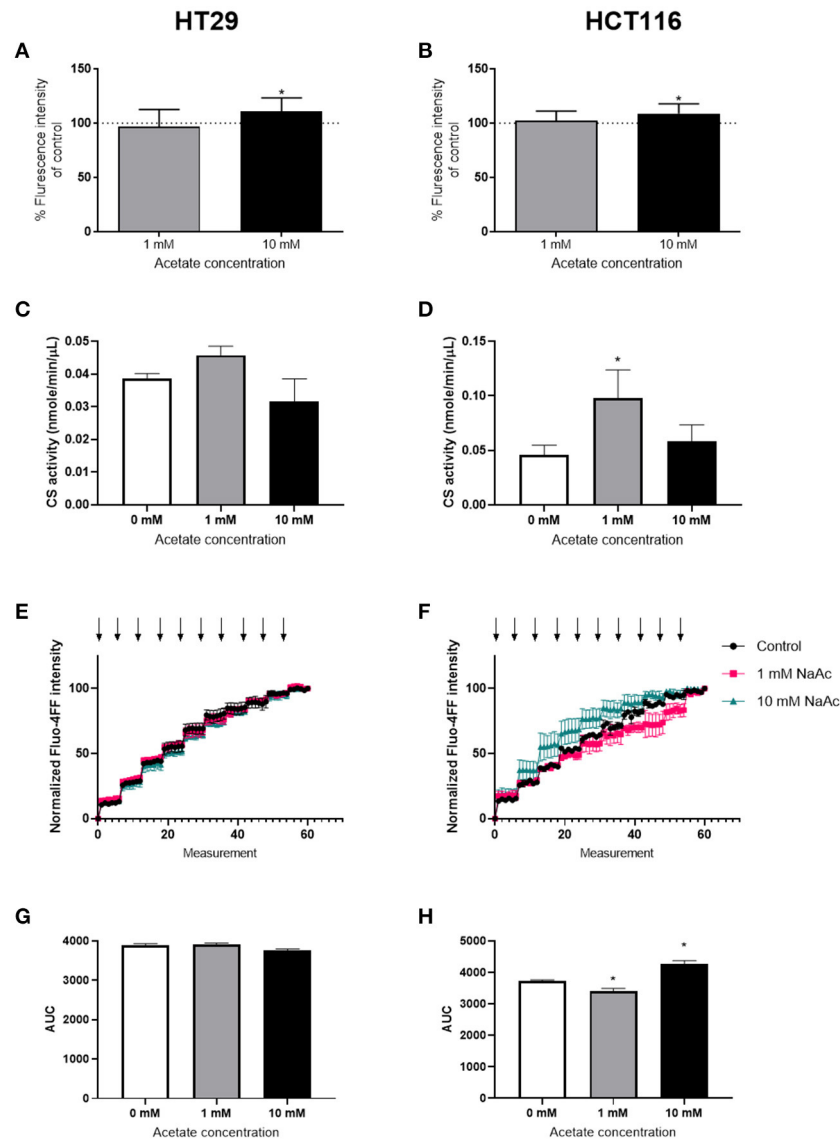 HT29
HCT116
A
B
% Flurescence intensity
of control
150
100
50
0
*
1 mM
10 mM
Acetate concentration
% Flurescence intensity
of control
150
100
50
0
*
1 mM
10 mM
Acetate concentration
C
D
CS activity (nmole/min/µL)
0.05
0.04
0.03
0.02
0.01
0.00
0 mM
1 mM
10 mM
Acetate concentration
CS activity (nmole/min/µL)
0.15
0.10
0.05
0.00
*
0 mM
1 mM
10 mM
Acetate concentration
E
F
Normalized Fluo-4FF intensity
100
50
0
0
20
40
60
Measurement
Normalized Fluo-4FF intensity
100
50
0
0
20
40
60
Measurement
Control
1 mM NaAc
10 mM NaAc
G
H
AUC
4000
3000
2000
1000
0
0 mM
1 mM
10 mM
Acetate concentration
AUC
5000
4000
3000
2000
1000
0
*
*
0 mM
1 mM
10 mM
Acetate concentration